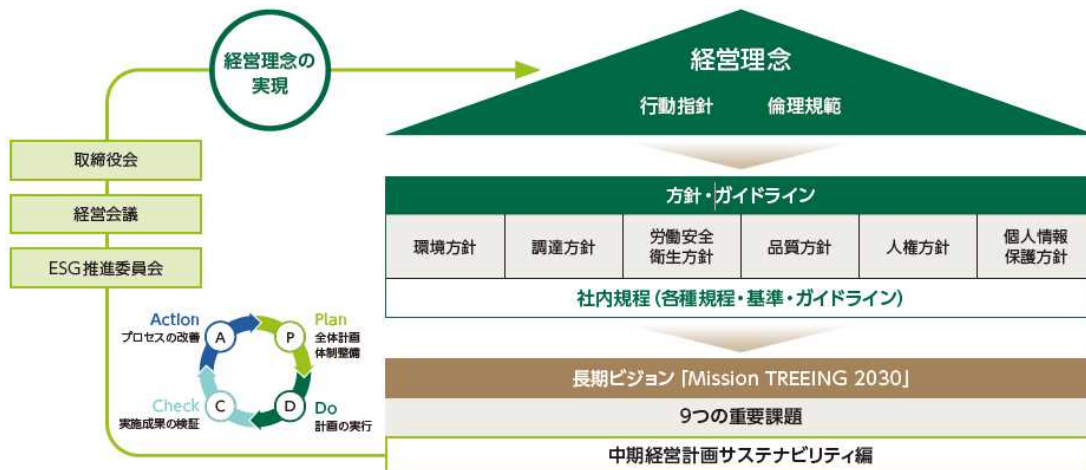 経営理念の
実現
経営理念
行動指針 倫理規範
取締役会
経営会議
ESG推進委員会
方針・ガイドライン
環境方針
調達方針
労働安全
衛生方針
品質方針
人権方針
個人情報
保護方針
社内規程(各種規程・基準・ガイドライン)
Action
プロセスの改善
A
P
Plan
全体計画
体制整備
Check
実施成果の検証
C
D
Do
計画の実行
長期ビジョン「Mission TREEING 2030」
9つの重要課題
中期経営計画サステナビリティ編